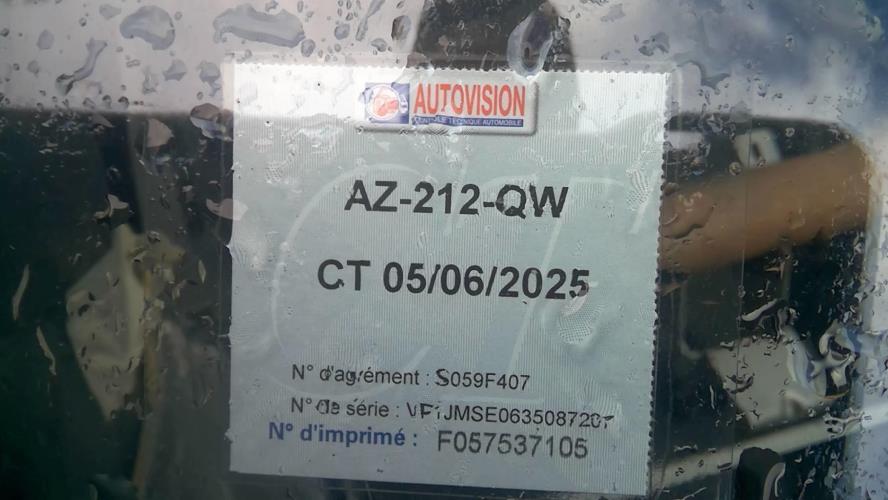 AUTOVISION
CONTRÔLE TECHNIQUE AUTOMOBILE
AZ-212-QW
CT 05/06/2025
N° d'agrément : S059F407
N° de série :
N° d'imprimé : F057537105